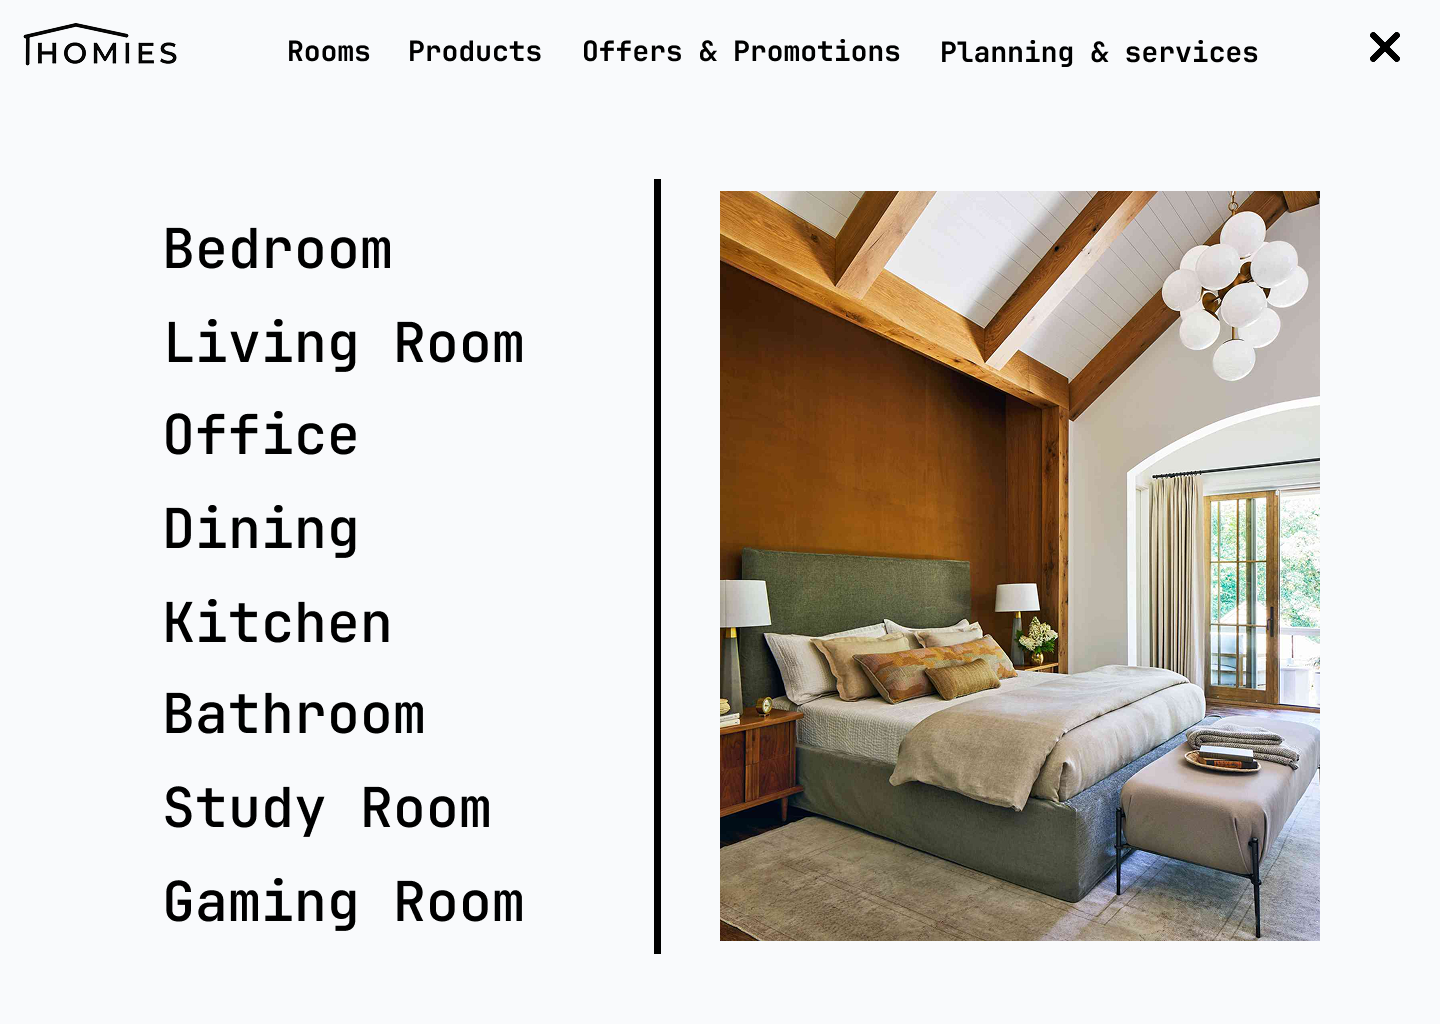 HOMIES
Rooms Products Offers & Promotions Planning & services
Bedroom
Living Room
Office
Dining
Kitchen
Bathroom
Study Room
Gaming Room